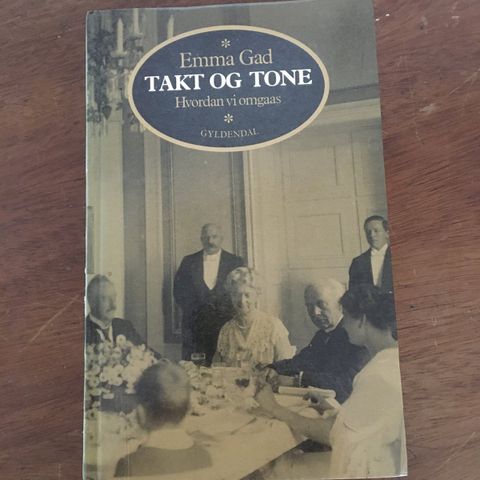 *
Emma Gad
TAKT OG TONE
Hvordan vi omgaas
*
GYLDENDAL